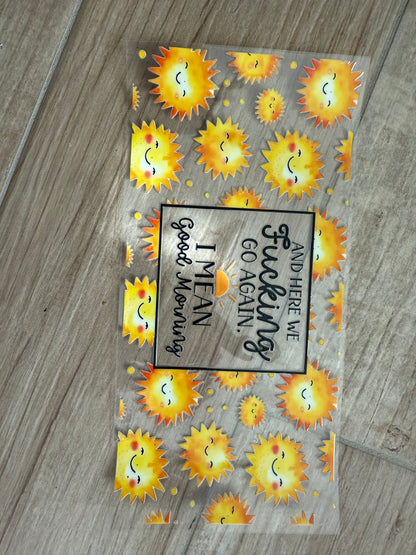 AND HERE WE
Fucking
GO AGAIN.
I MEAN
Good Morning